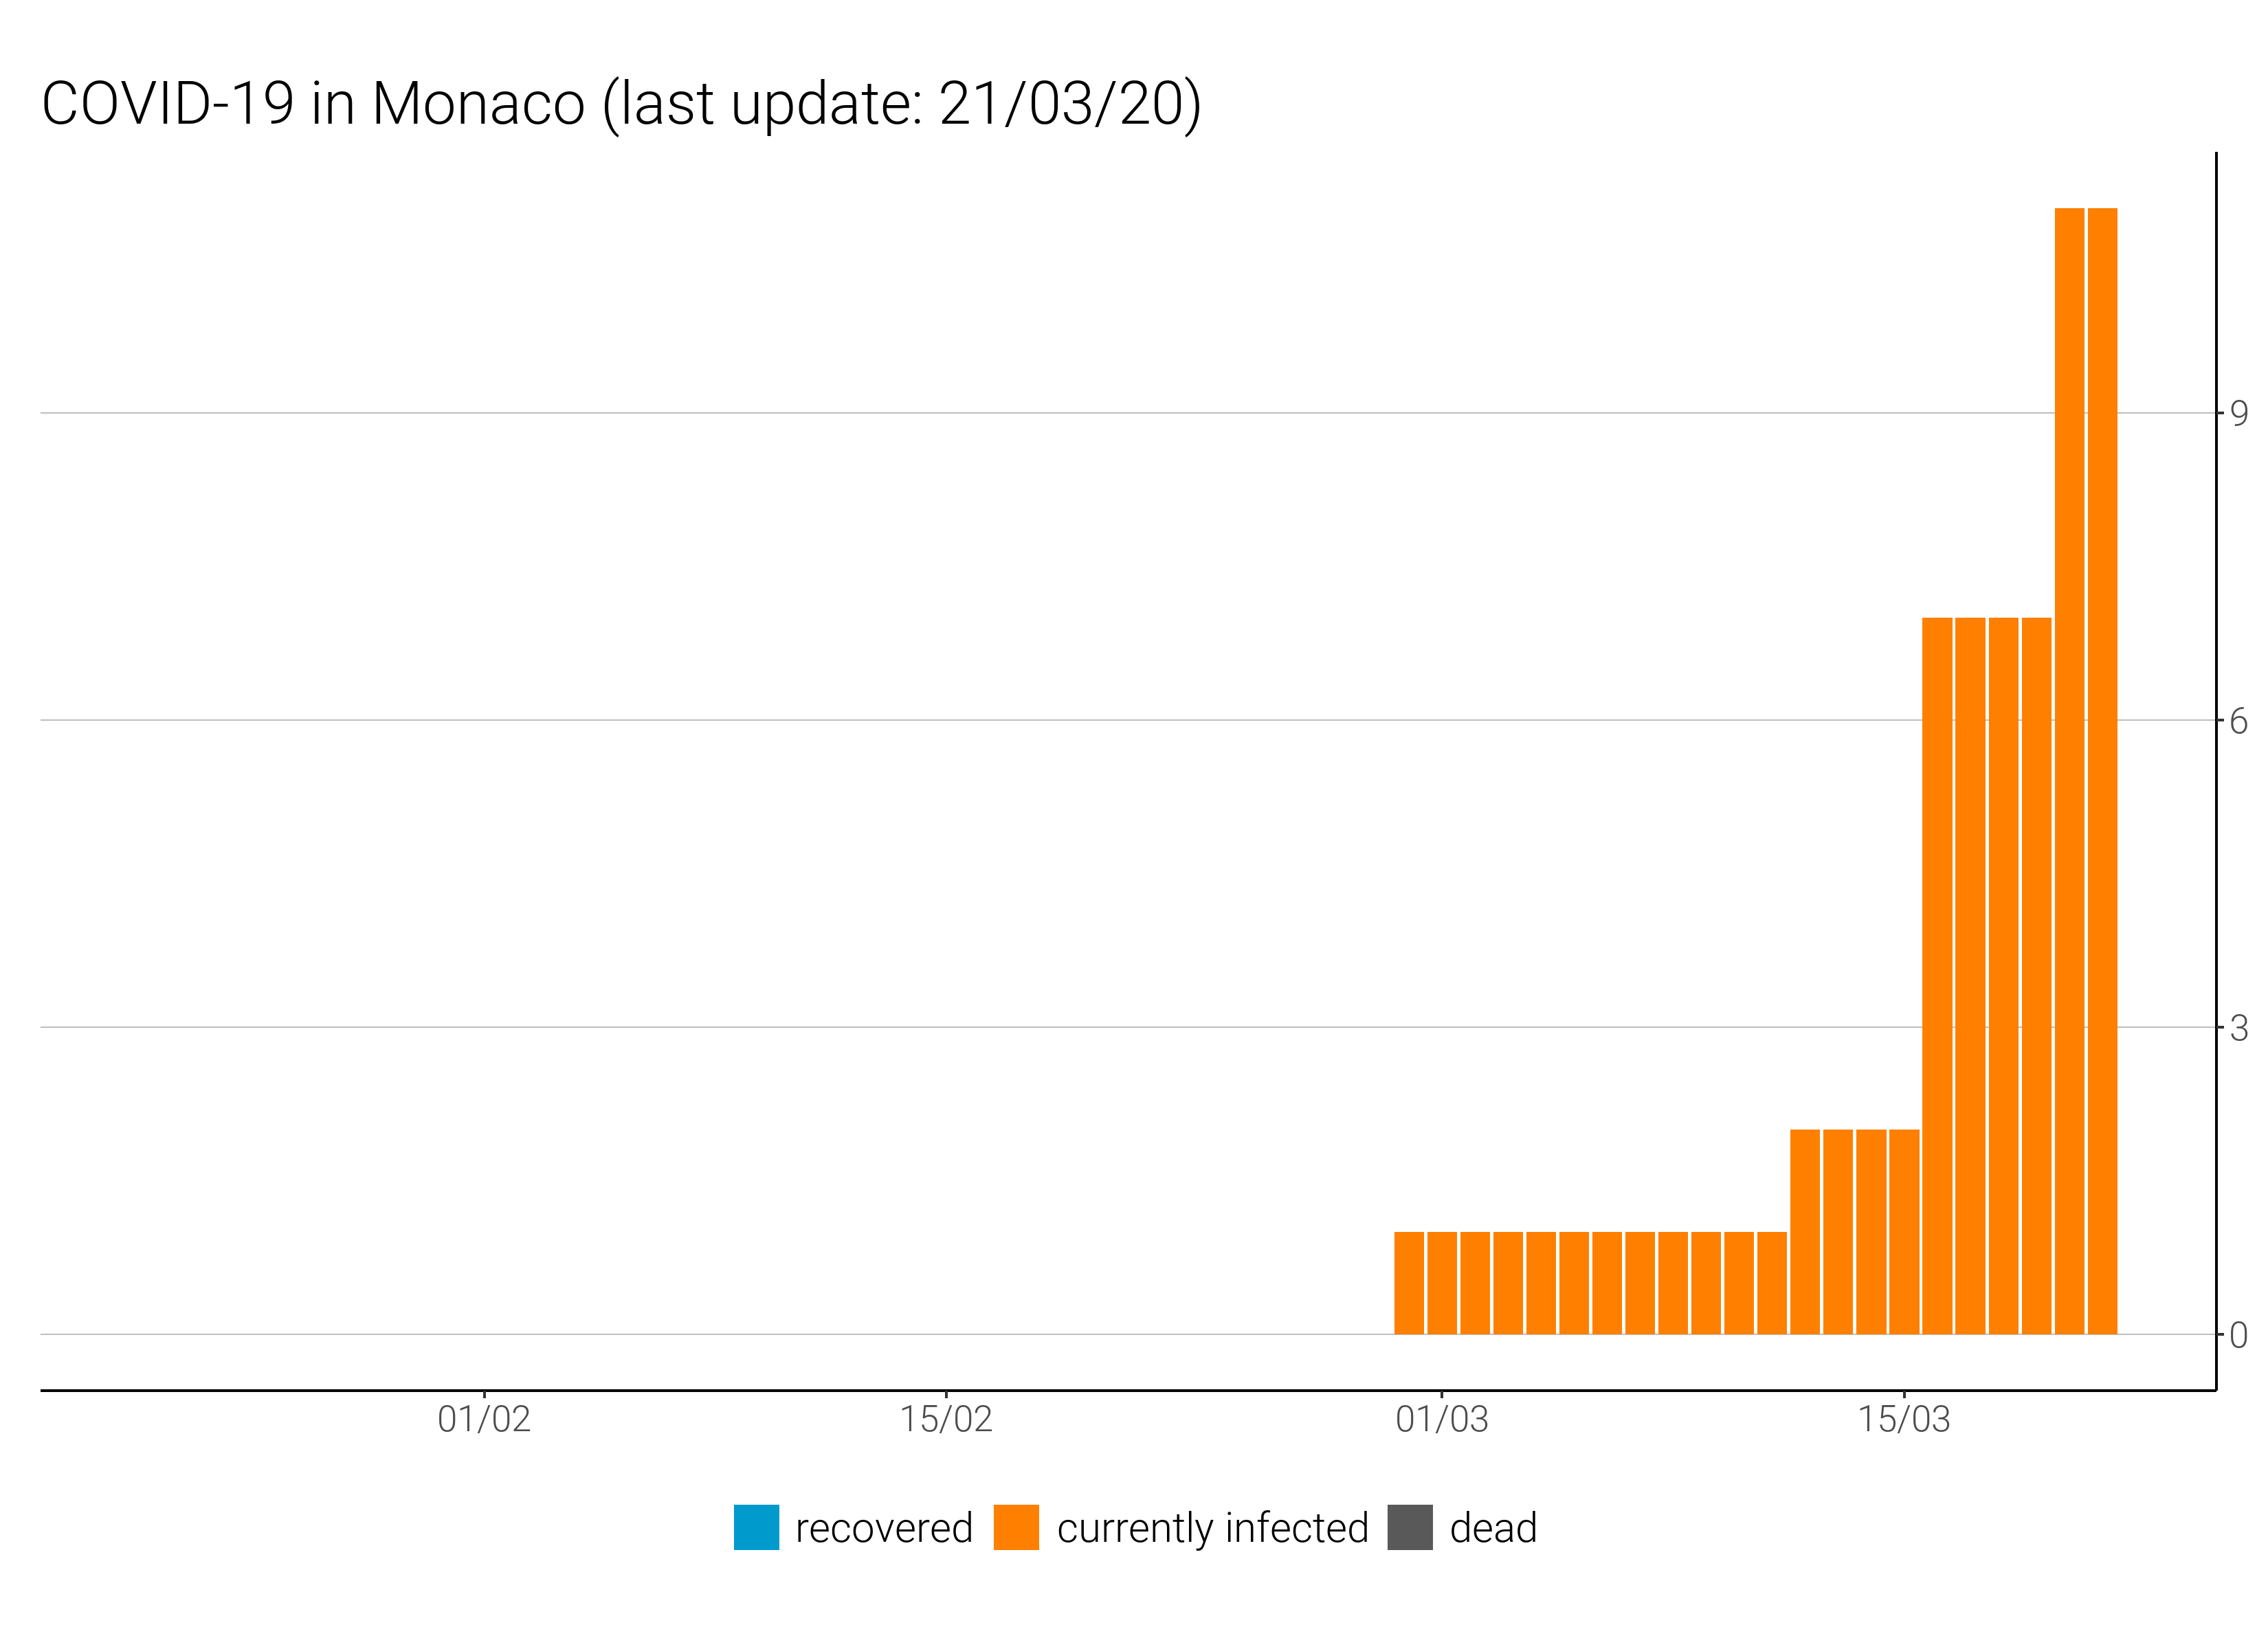 COVID-19 in Monaco (last update: 21/03/20)
9
6
3
0
01/02 15/02 01/03 15/03
recovered currently infected dead